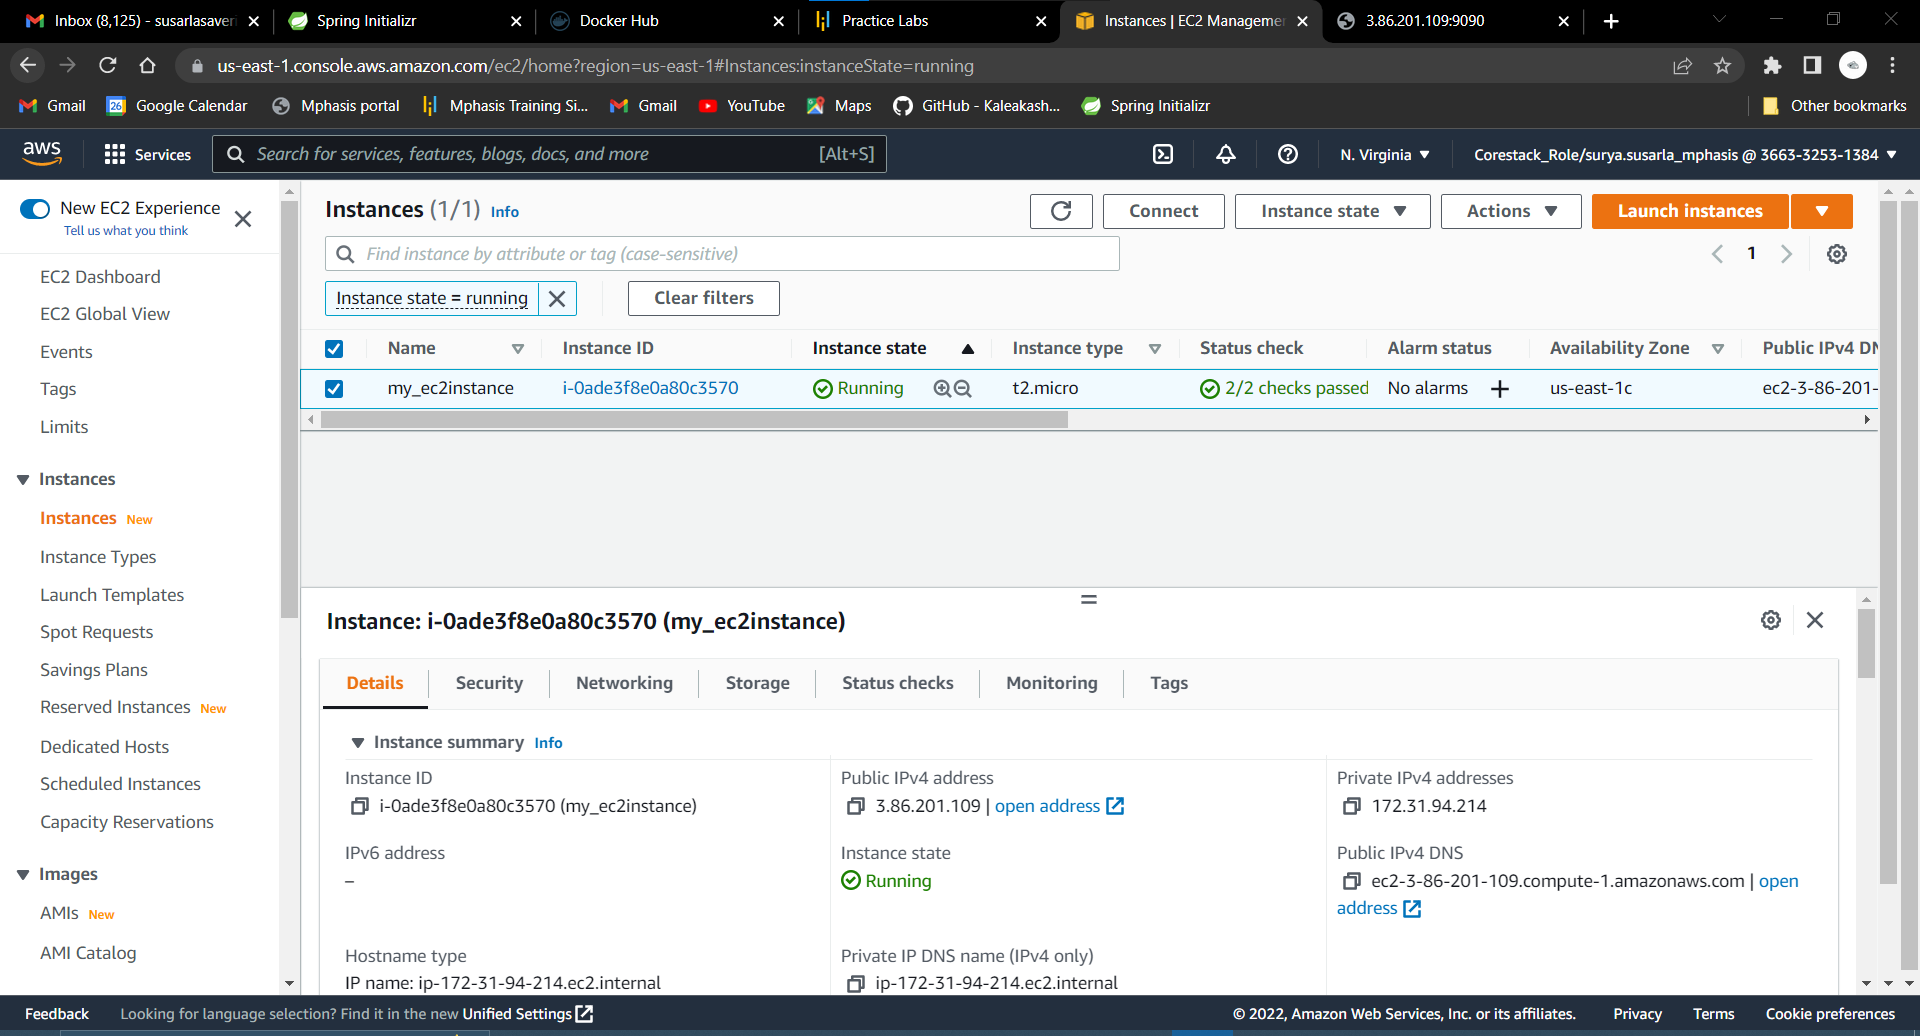 Inbox (8,125) - susarlasaveri
Spring Initializr
Docker Hub
Practice Labs
Instances | EC2 Managemen
3.86.201.109:9090
us-east-1.console.aws.amazon.com/ec2/home?region=us-east-1#Instances:instanceState=running
Gmail
26
Google Calendar
Mphasis portal
Mphasis Training Si...
Gmail
YouTube
Maps
GitHub - Kaleakash...
Spring Initializr
Other bookmarks
aws
Services
Search for services, features, blogs, docs, and more
[Alt+S]
N. Virginia
Corestack_Role/surya.susarla_mphasis @ 3663-3253-1384
New EC2 Experience
Tell us what you think
EC2 Dashboard
EC2 Global View
Events
Tags
Limits
Instances
Instances New
Instance Types
Launch Templates
Spot Requests
Savings Plans
Reserved Instances New
Dedicated Hosts
Scheduled Instances
Capacity Reservations
Images
AMIs New
AMI Catalog
Instances (1/1) Info
Connect
Instance state
Actions
Launch instances
Find instance by attribute or tag (case-sensitive)
1
Instance state = running
Clear filters
Name
Instance ID
Instance state
Instance type
Status check
Alarm status
Availability Zone
Public IPv4 DN
my_ec2instance
i-0ade3f8e0a80c3570
Running
t2.micro
2/2 checks passed
No alarms
us-east-1c
ec2-3-86-201-
Instance: i-0ade3f8e0a80c3570 (my_ec2instance)
Details
Security
Networking
Storage
Status checks
Monitoring
Tags
Instance summary Info
Instance ID
i-0ade3f8e0a80c3570 (my_ec2instance)
Public IPv4 address
3.86.201.109 | open address
Private IPv4 addresses
172.31.94.214
IPv6 address
–
Instance state
Running
Public IPv4 DNS
ec2-3-86-201-109.compute-1.amazonaws.com | open
address
Hostname type
IP name: ip-172-31-94-214.ec2.internal
Private IP DNS name (IPv4 only)
ip-172-31-94-214.ec2.internal
Feedback
Looking for language selection? Find it in the new Unified Settings
© 2022, Amazon Web Services, Inc. or its affiliates.
Privacy
Terms
Cookie preferences